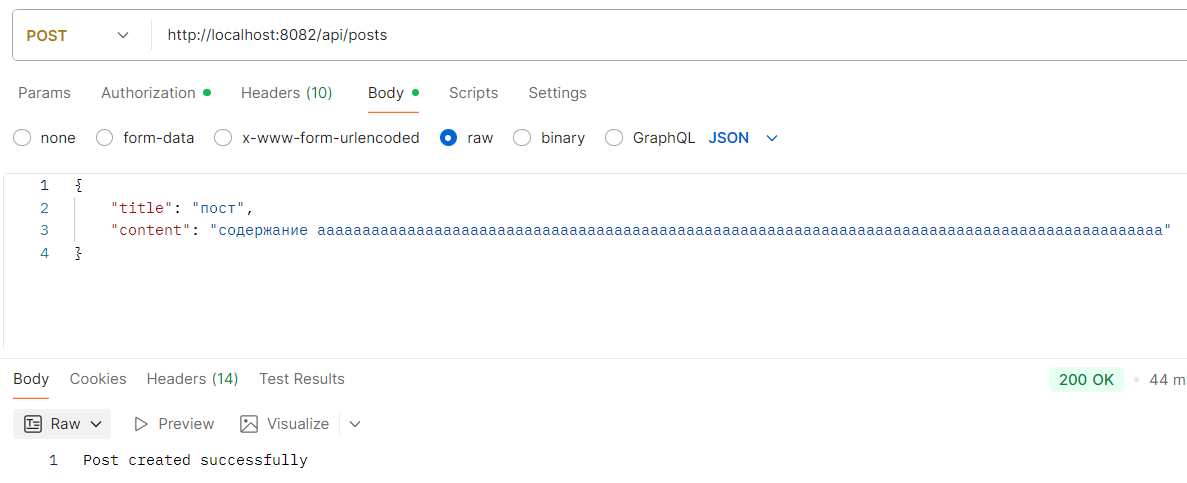 POST http://localhost:8082/api/posts
Params Authorization Headers (10) Body Scripts Settings
none form-data x-www-form-urlencoded raw binary GraphQL JSON
1 {
2 "title": "пост",
3 "content": "содержание аааааааааааааааааааааааааааааааааааааааааааааааааааааааааааааааааааааааааааааааааааааааааааааа"
4 }
Body Cookies Headers (14) Test Results 200 OK 44 m
Raw Preview Visualize
1 Post created successfully